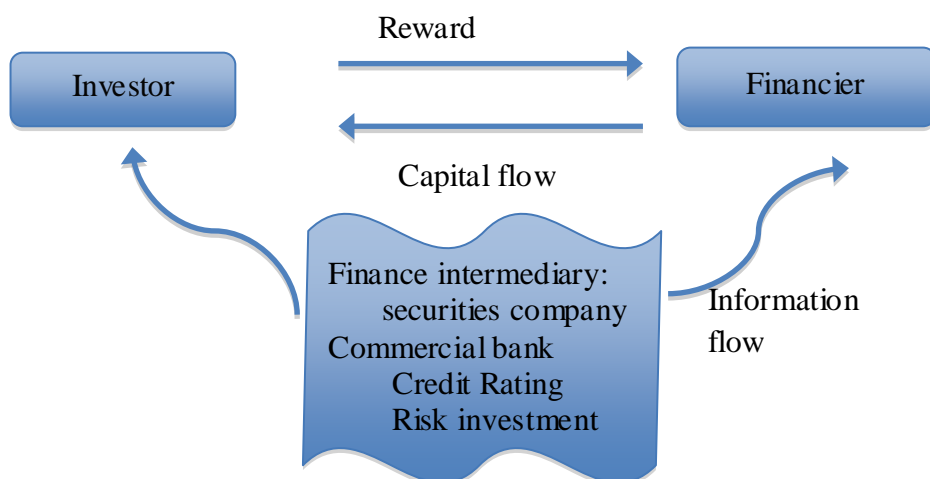 Reward
Investor
Financier
Capital flow
Finance intermediary:
securities company
Commercial bank
Credit Rating
Risk investment
Information
flow